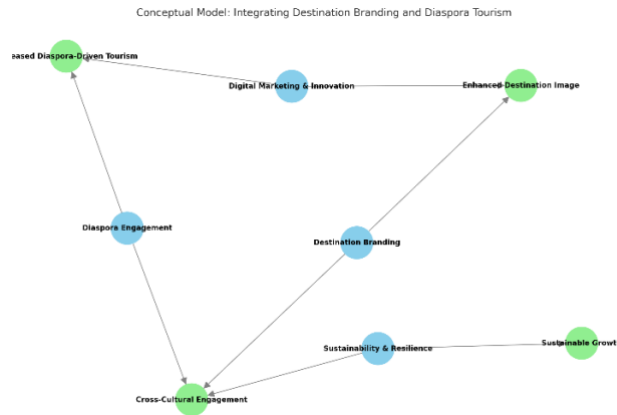 Conceptual Model: Integrating Destination Branding and Diaspora Tourism
eased Diaspora-Driven Tourism
Digital Marketing & Innovation
Enhanced Destination Image
Diaspora Engagement
Destination Branding
Sustainability & Resilience
Sustainable Growt
Cross-Cultural Engagement